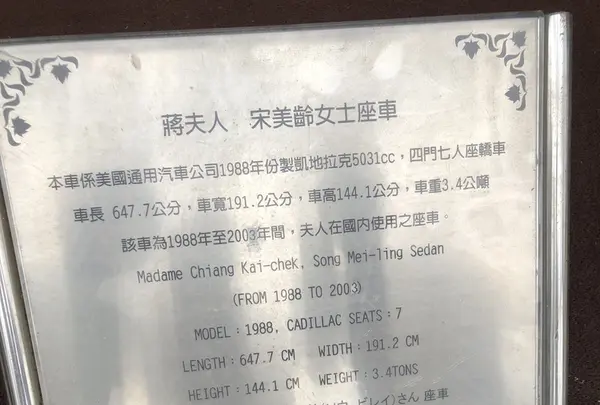 蔣夫人 宋美齡女士座車
本車係美國通用汽車公司1988年份製凱地拉克5031cc，四門七人座轎車
車長 647.7公分，車寬191.2公分，車高144.1公分，車重3.4公噸
該車為1988年至2003年間，夫人在國內使用之座車。
Madame Chiang Kai-chek, Song Mei-ling Sedan
(FROM 1988 TO 2003)
MODEL：1988, CADILLAC SEATS：7
LENGTH：647.7 CM WIDTH：191.2 CM
HEIGHT：144.1 CM WEIGHT：3.4TONS
ビレイ)さん 座車